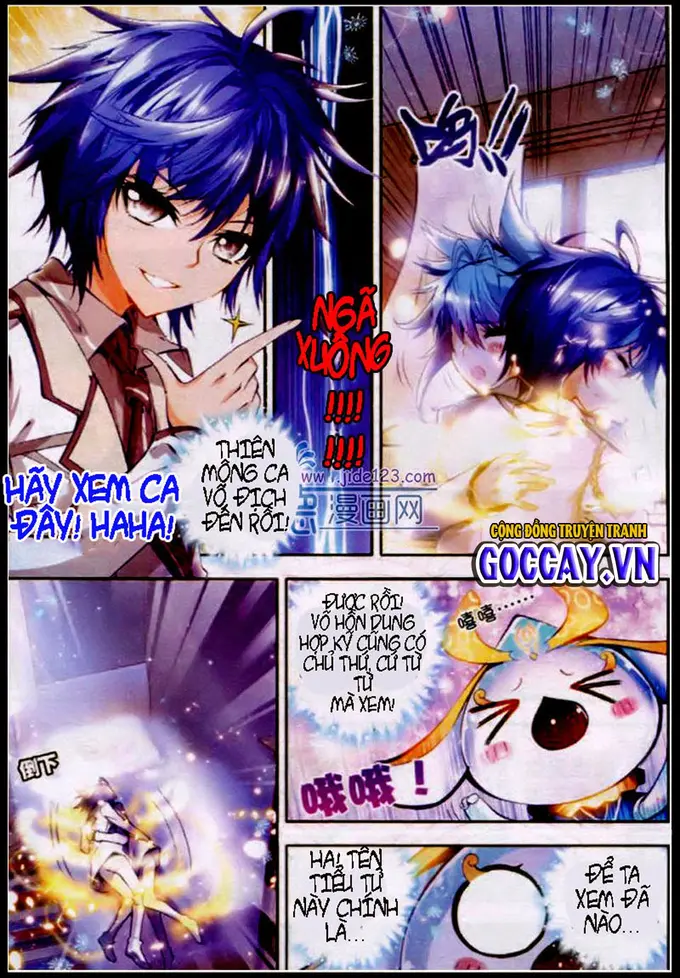 呜!!!
NGÃ
XUỐNG
!!!!
!!!!
THIÊN
MỘNG CA
VÔ ĐỊCH
ĐẾN RỒI!
HÃY XEM CA
ĐÂY! HAHA!
www.jide123.com
漫画网
CỘNG ĐỒNG TRUYỆN TRANH
GOCCAY.VN
ĐƯỢC RỒI!
VÕ HỒN DUNG
HỢP KỸ CŨNG CÓ
CHỦ THỨ, CỨ TỪ
TỪ
MÀ XEM!
嘻嘻……
哦哦!
倒下
HA! TÊN
TIỂU TỬ
NÀY CHÍNH
LÀ...
ĐỂ TA
XEM ĐÃ
NÀO...